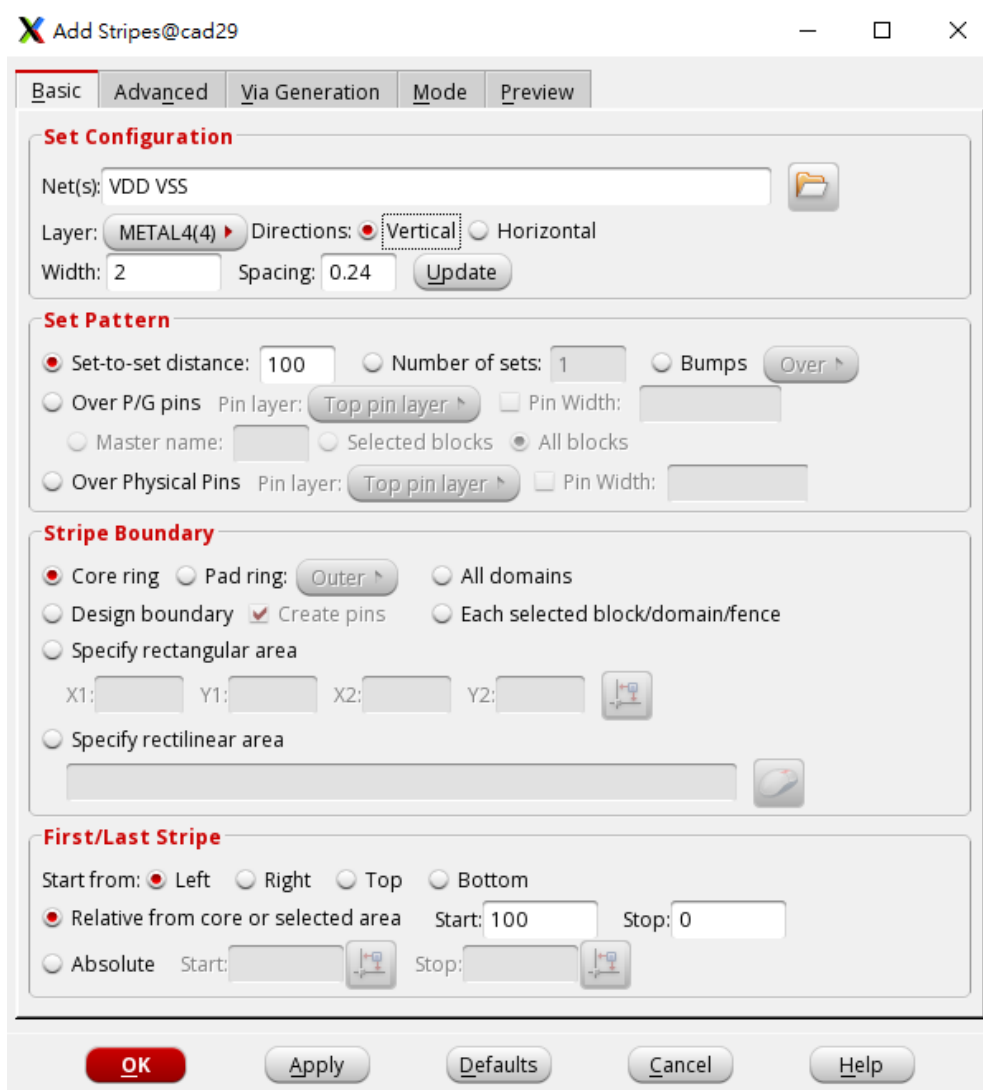 Add Stripes@cad29
Basic Advanced Via Generation Mode Preview
Set Configuration
Net(s): VDD VSS
Layer: METAL4(4) Directions: Vertical Horizontal
Width: 2 Spacing: 0.24 Update
Set Pattern
Set-to-set distance: 100 Number of sets: 1 Bumps Over
Over P/G pins Pin layer: Top pin layer Pin Width:
Master name: Selected blocks All blocks
Over Physical Pins Pin layer: Top pin layer Pin Width:
Stripe Boundary
Core ring Pad ring: Outer All domains
Design boundary Create pins Each selected block/domain/fence
Specify rectangular area
X1: Y1: X2: Y2:
Specify rectilinear area
First/Last Stripe
Start from: Left Right Top Bottom
Relative from core or selected area Start: 100 Stop: 0
Absolute Start: Stop:
OK Apply Defaults Cancel Help